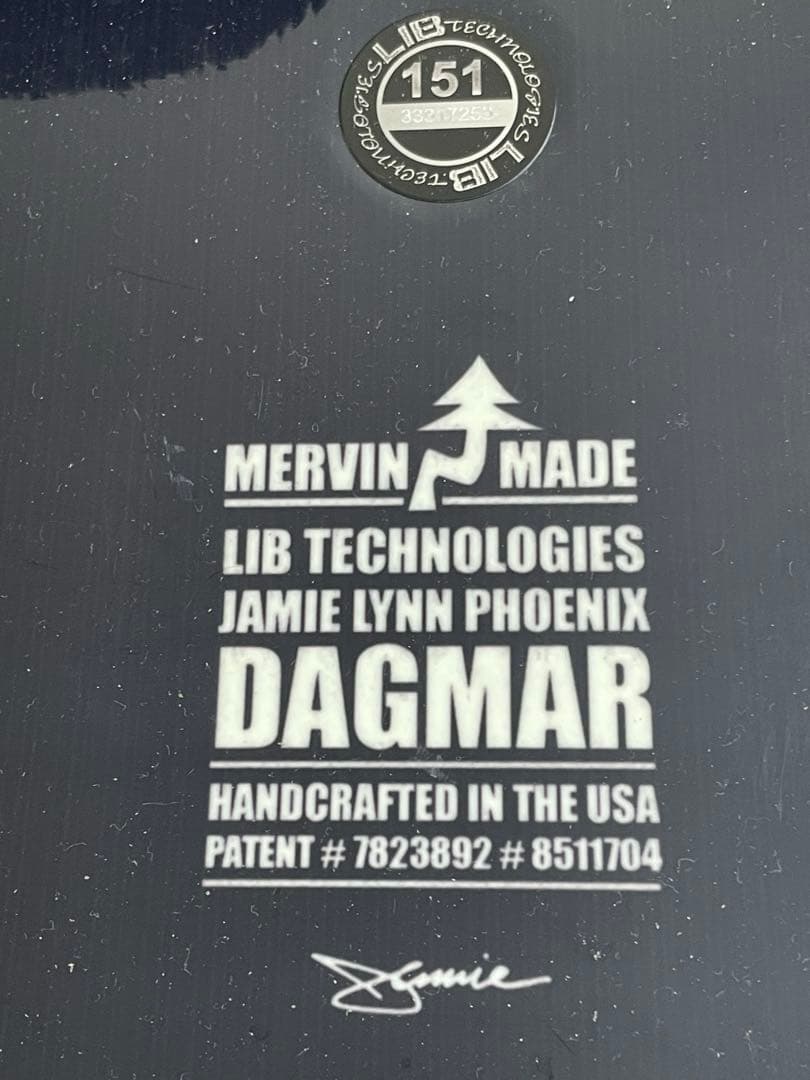 LIB TECHNOLOGIES LIB TECHNOLOGIES
151
MERVIN MADE
LIB TECHNOLOGIES
JAMIE LYNN PHOENIX
DAGMAR
HANDCRAFTED IN THE USA
PATENT # 7823892 # 8511704
Jamie